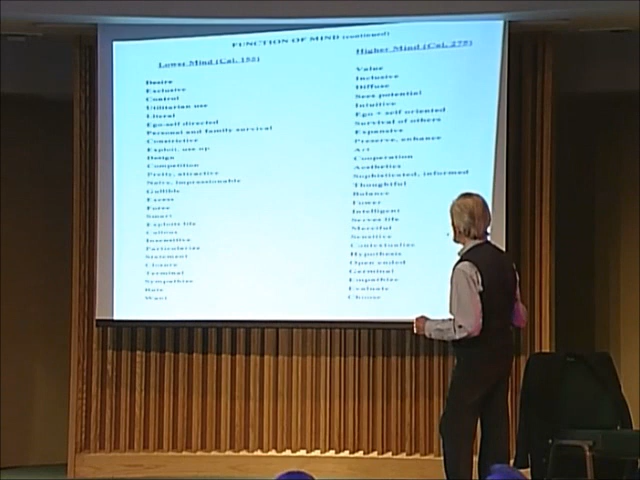 FUNCTION OF MIND (continued)
Lower Mind (Cal. 155)
Higher Mind (Cal. 275)
Desire
Value
Exclusive
Inclusive
Control
Diffuse
Utilitarian use
Sees potential
Literal
Intuitive
Ego-self directed
Ego + self oriented
Personal and family survival
Survival of others
Constrictive
Expansive
Exploit, use up
Preserve, enhance
Design
Art
Competition
Cooperation
Pretty, attractive
Aesthetics
Naive, impressionable
Sophisticated, informed
Gullible
Thoughtful
Excess
Balance
Force
Power
Smart
Intelligent
Exploits life
Serves life
Callous
Merciful
Insensitive
Sensitive
Particularize
Contextualize
Statement
Hypothesis
Closure
Open ended
Terminal
Germinal
Sympathize
Empathize
Rate
Evaluate
Want
Choose